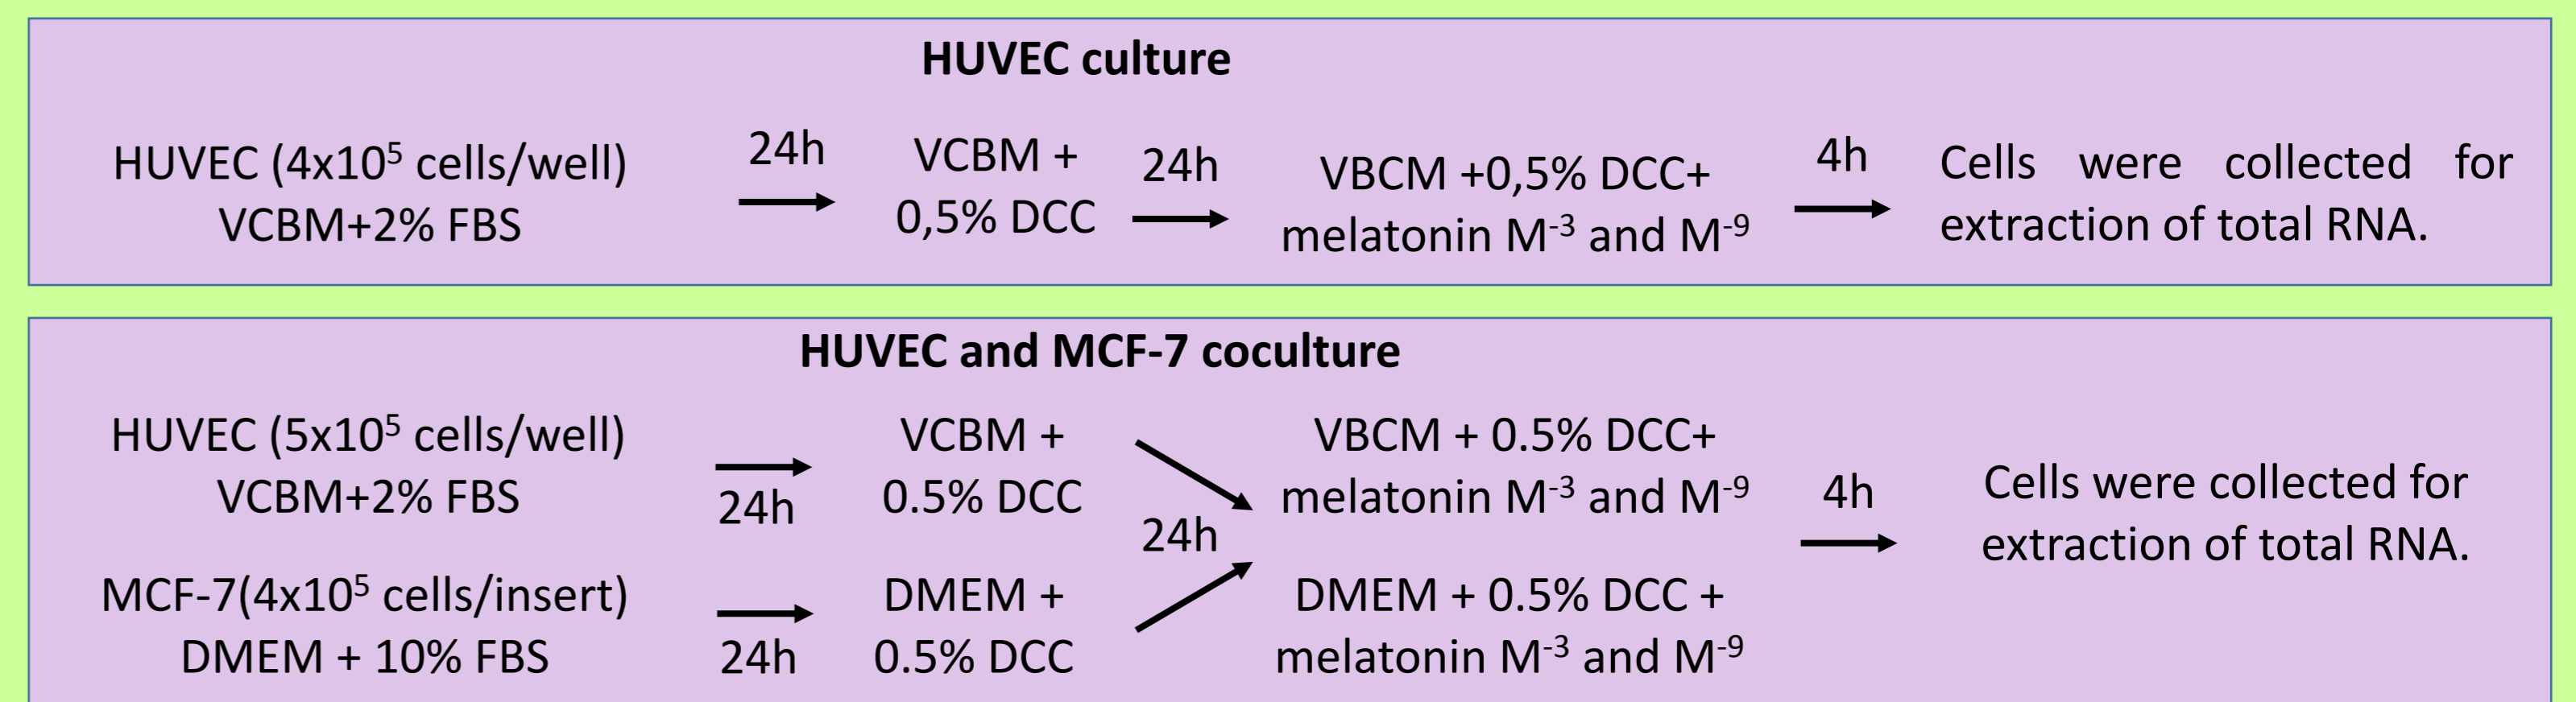 HUVEC culture
HUVEC (4x10⁵ cells/well)
VCBM+2% FBS
24h
VCBM +
0,5% DCC
24h
VBCM +0,5% DCC+
melatonin M⁻³ and M⁻⁹
4h
Cells were collected for
extraction of total RNA.
HUVEC and MCF-7 coculture
HUVEC (5x10⁵ cells/well)
VCBM+2% FBS
24h
VCBM +
0.5% DCC
MCF-7(4x10⁵ cells/insert)
DMEM + 10% FBS
24h
DMEM +
0.5% DCC
24h
VBCM + 0.5% DCC+
melatonin M⁻³ and M⁻⁹
DMEM + 0.5% DCC +
melatonin M⁻³ and M⁻⁹
4h
Cells were collected for
extraction of total RNA.